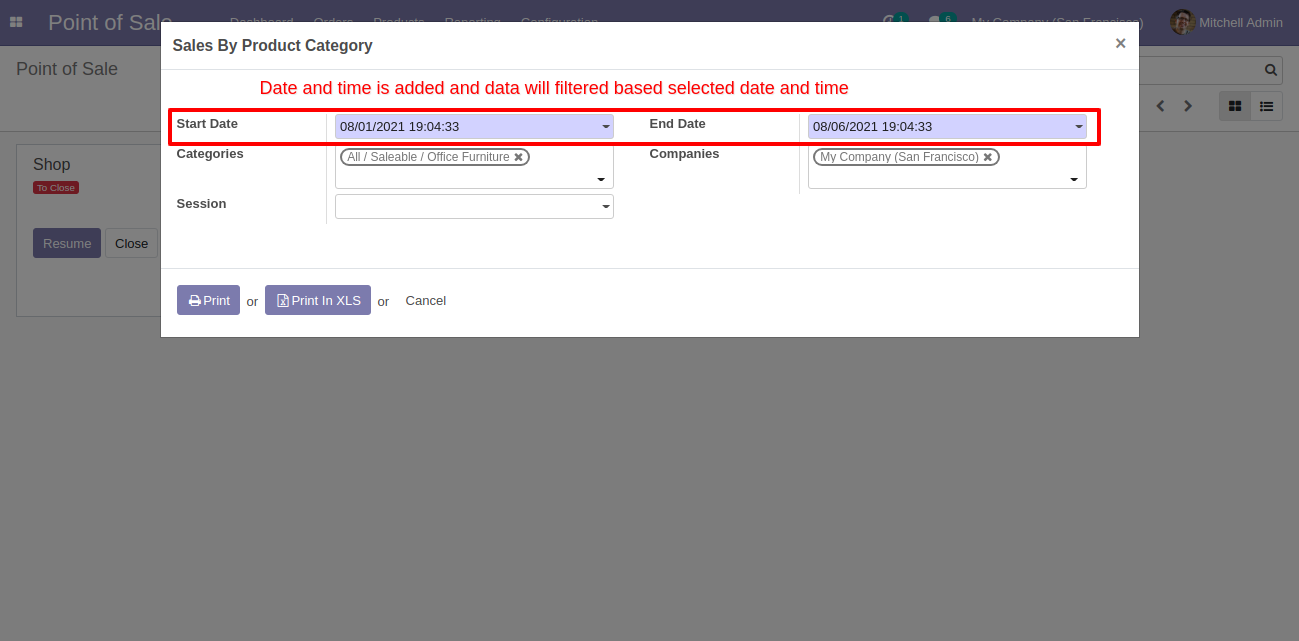 Point of Sale Dashboard Orders Products Reporting Configuration 1 6 My Company (San Francisco) Mitchell Admin
Sales By Product Category ×
Point of Sale
Date and time is added and data will filtered based selected date and time
Start Date 08/01/2021 19:04:33 End Date 08/06/2021 19:04:33
Categories All / Saleable / Office Furniture ✖ Companies My Company (San Francisco) ✖
Shop
To Close
Session
Resume Close
Print or Print In XLS or Cancel